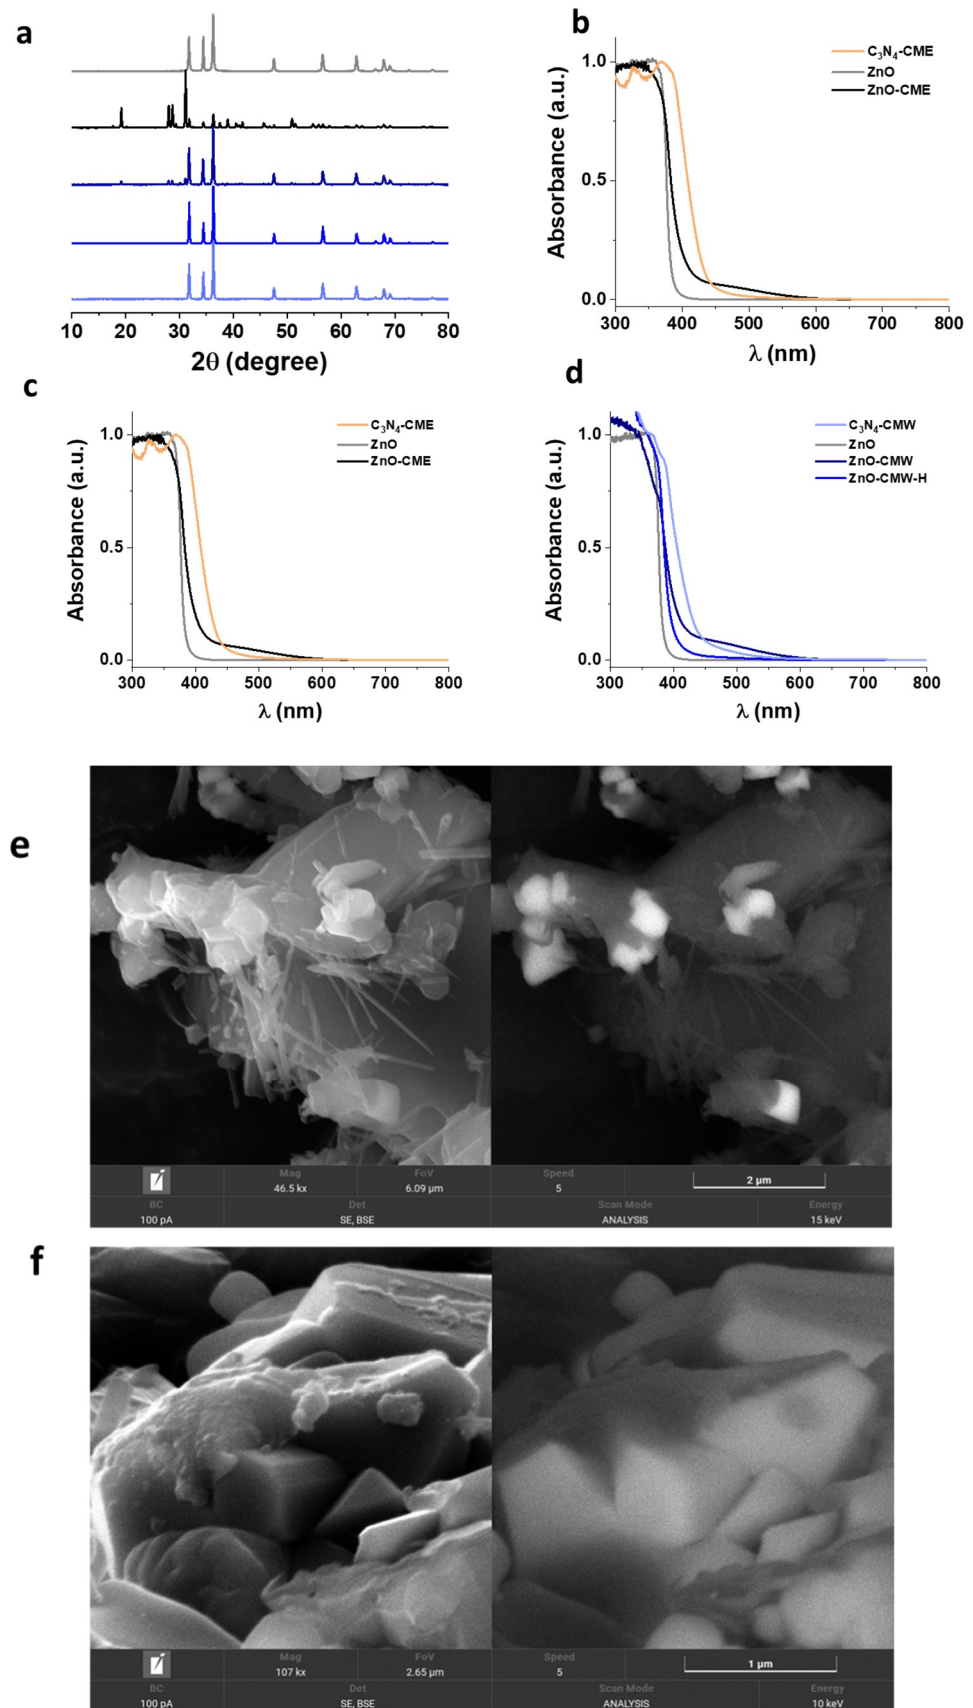 a
10 20 30 40 50 60 70 80
2θ (degree)
b
C₃N₄-CME
ZnO
ZnO-CME
1.0
0.5
0.0
Absorbance (a.u.)
300 400 500 600 700 800
λ (nm)
c
C₃N₄-CME
ZnO
ZnO-CME
1.0
0.5
0.0
Absorbance (a.u.)
300 400 500 600 700 800
λ (nm)
d
C₃N₄-CMW
ZnO
ZnO-CMW
ZnO-CMW-H
1.0
0.5
0.0
Absorbance (a.u.)
300 400 500 600 700 800
λ (nm)
e
Mag FoV Speed
46.5 kx 6.09 µm 5 2 µm
BC Det Scan Mode Energy
100 pA SE, BSE ANALYSIS 15 keV
f
Mag FoV Speed
107 kx 2.65 µm 5 1 µm
BC Det Scan Mode Energy
100 pA SE, BSE ANALYSIS 10 keV